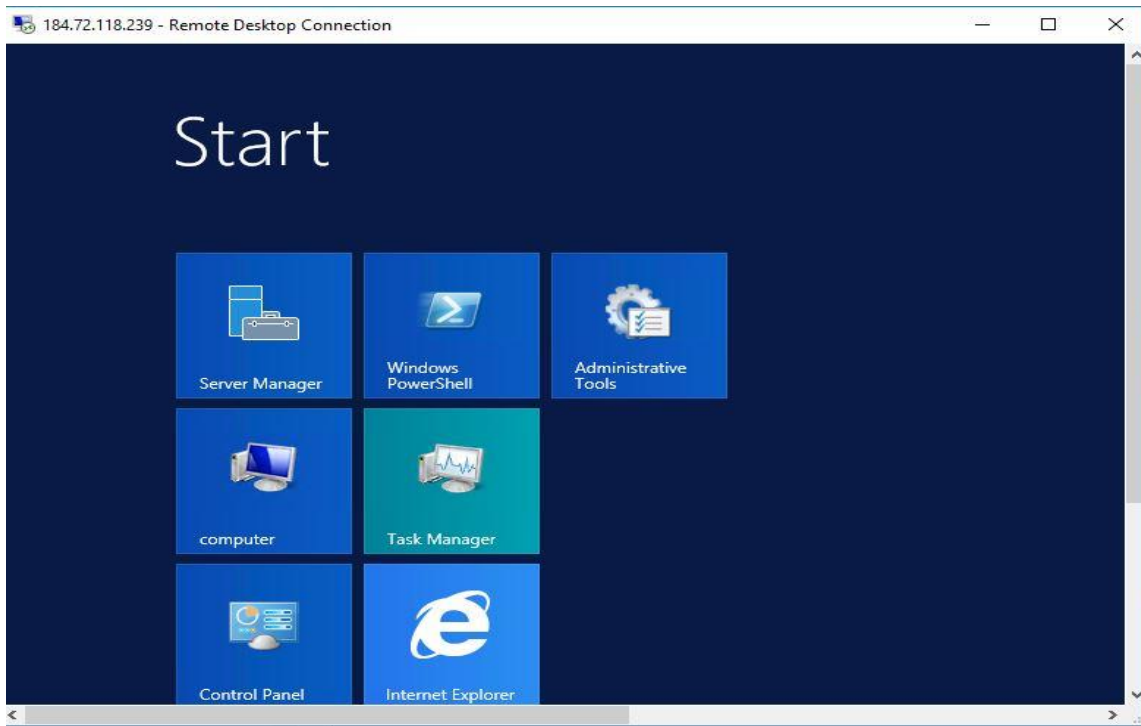 184.72.118.239 - Remote Desktop Connection
Start
Server Manager
Windows
PowerShell
Administrative
Tools
computer
Task Manager
Control Panel
Internet Explorer